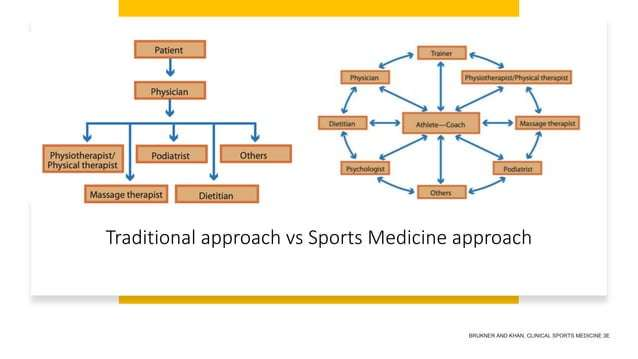 Patient
Physician
Physiotherapist/
Physical therapist
Podiatrist
Others
Massage therapist
Dietitian
Trainer
Physician
Physiotherapist/Physical therapist
Dietitian
Athlete—Coach
Massage therapist
Psychologist
Podiatrist
Others
Traditional approach vs Sports Medicine approach
BRUKNER AND KHAN, CLINICAL SPORTS MEDICINE 3E